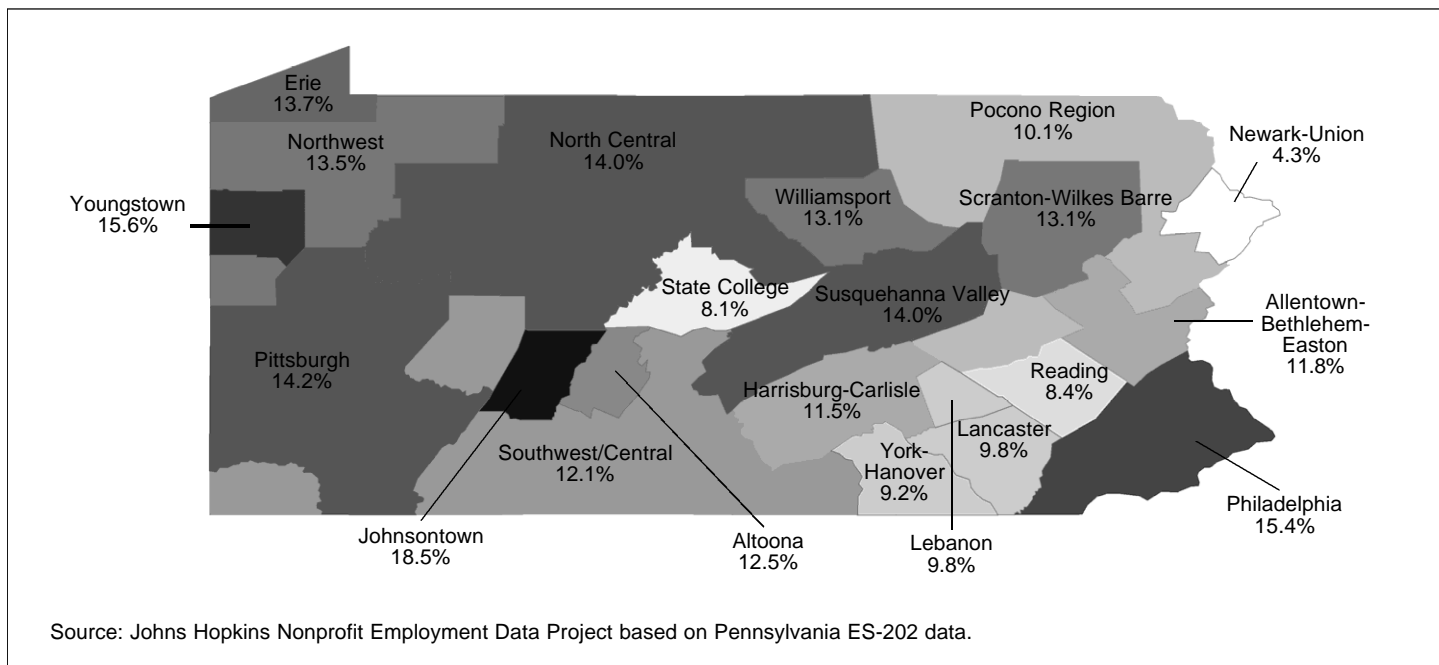 Erie
13.7%
Northwest
13.5%
North Central
14.0%
Pocono Region
10.1%
Newark-Union
4.3%
Youngstown
15.6%
Williamsport
13.1%
Scranton-Wilkes Barre
13.1%
State College
8.1%
Susquehanna Valley
14.0%
Allentown-
Bethlehem-
Easton
11.8%
Pittsburgh
14.2%
Harrisburg-Carlisle
11.5%
Reading
8.4%
Southwest/Central
12.1%
York-
Hanover
9.2%
Lancaster
9.8%
Philadelphia
15.4%
Johnsontown
18.5%
Altoona
12.5%
Lebanon
9.8%
Source: Johns Hopkins Nonprofit Employment Data Project based on Pennsylvania ES-202 data.